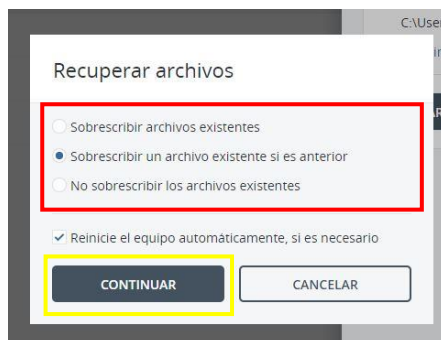 C:\Use
Recuperar archivos
Sobrescribir archivos existentes
Sobrescribir un archivo existente si es anterior
No sobrescribir los archivos existentes
Reinicie el equipo automáticamente, si es necesario
CONTINUAR
CANCELAR